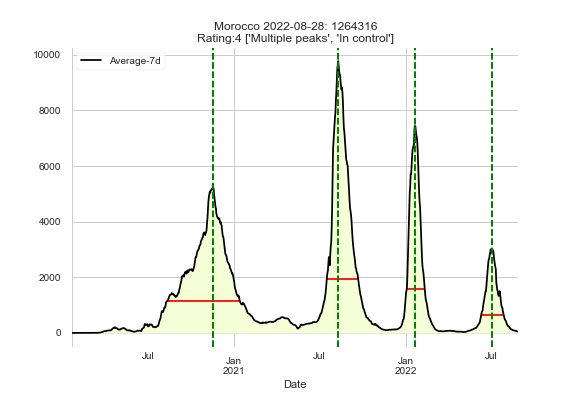 Morocco 2022-08-28: 1264316
Rating:4 ['Multiple peaks', 'In control']
Average-7d
10000
8000
6000
4000
2000
0
Jul
Jan
2021
Jul
Jan
2022
Jul
Date